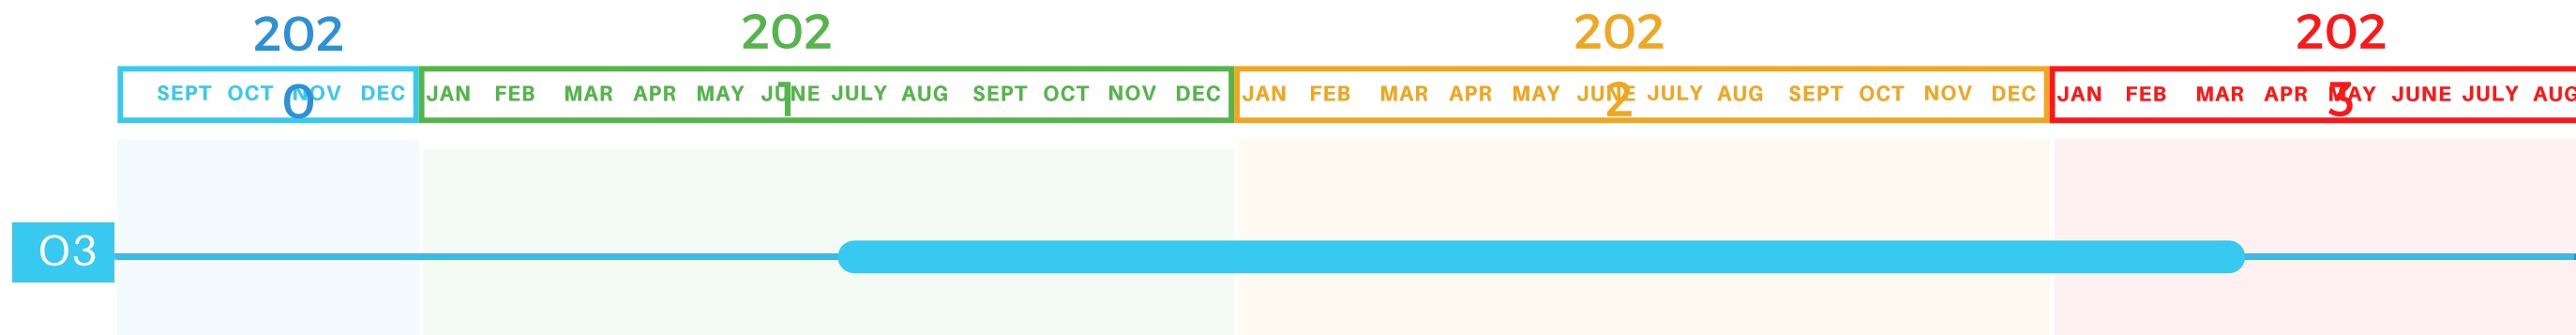 202 202 202 202
0 1 2 3
SEPT OCT NOV DEC JAN FEB MAR APR MAY JUNE JULY AUG SEPT OCT NOV DEC JAN FEB MAR APR MAY JUNE JULY AUG SEPT OCT NOV DEC JAN FEB MAR APR MAY JUNE JULY AUG
O3